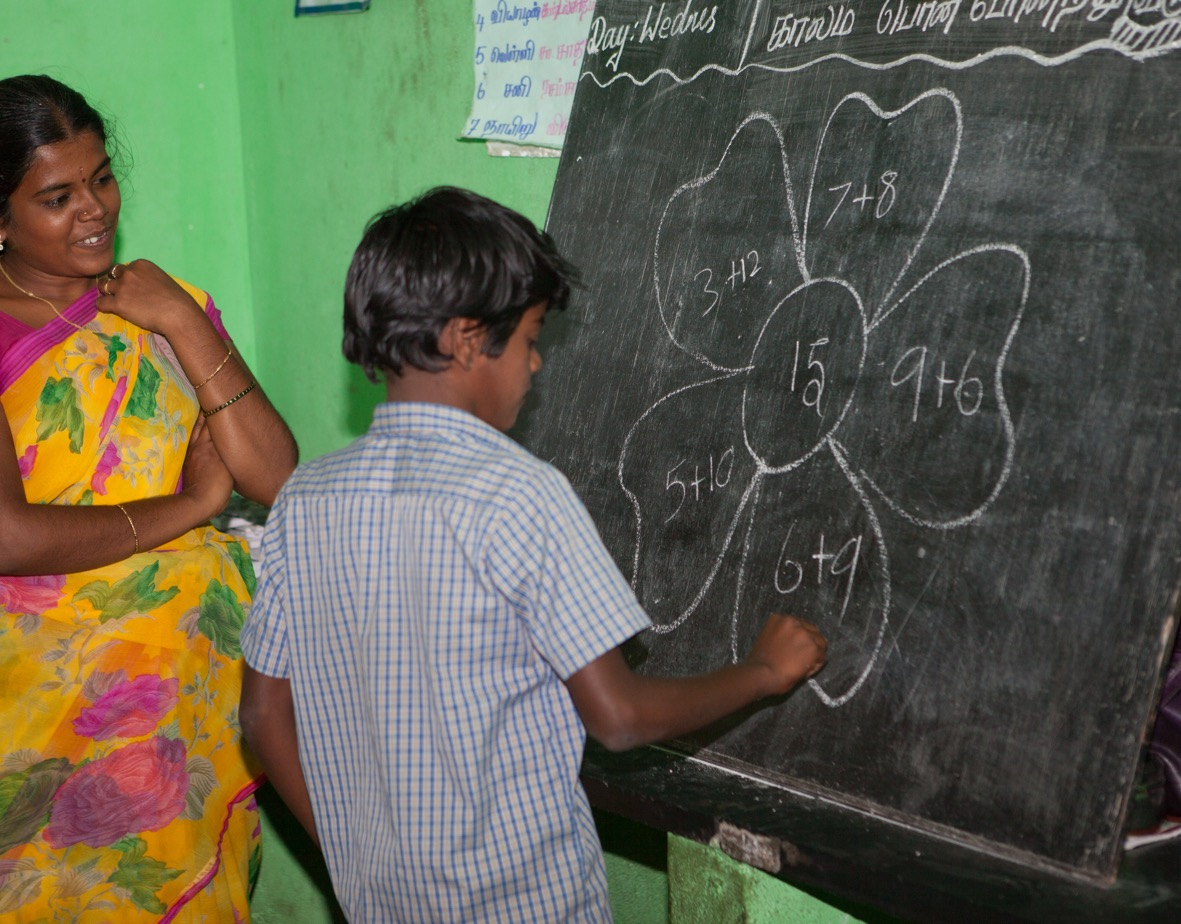 4 வியாழன்
5 வெள்ளி
6 சனி
7 ஞாயிறு
Day: Wednes
காலம் பொன் போன்றது
7+8
3+12
15
9+6
5+10
6+9